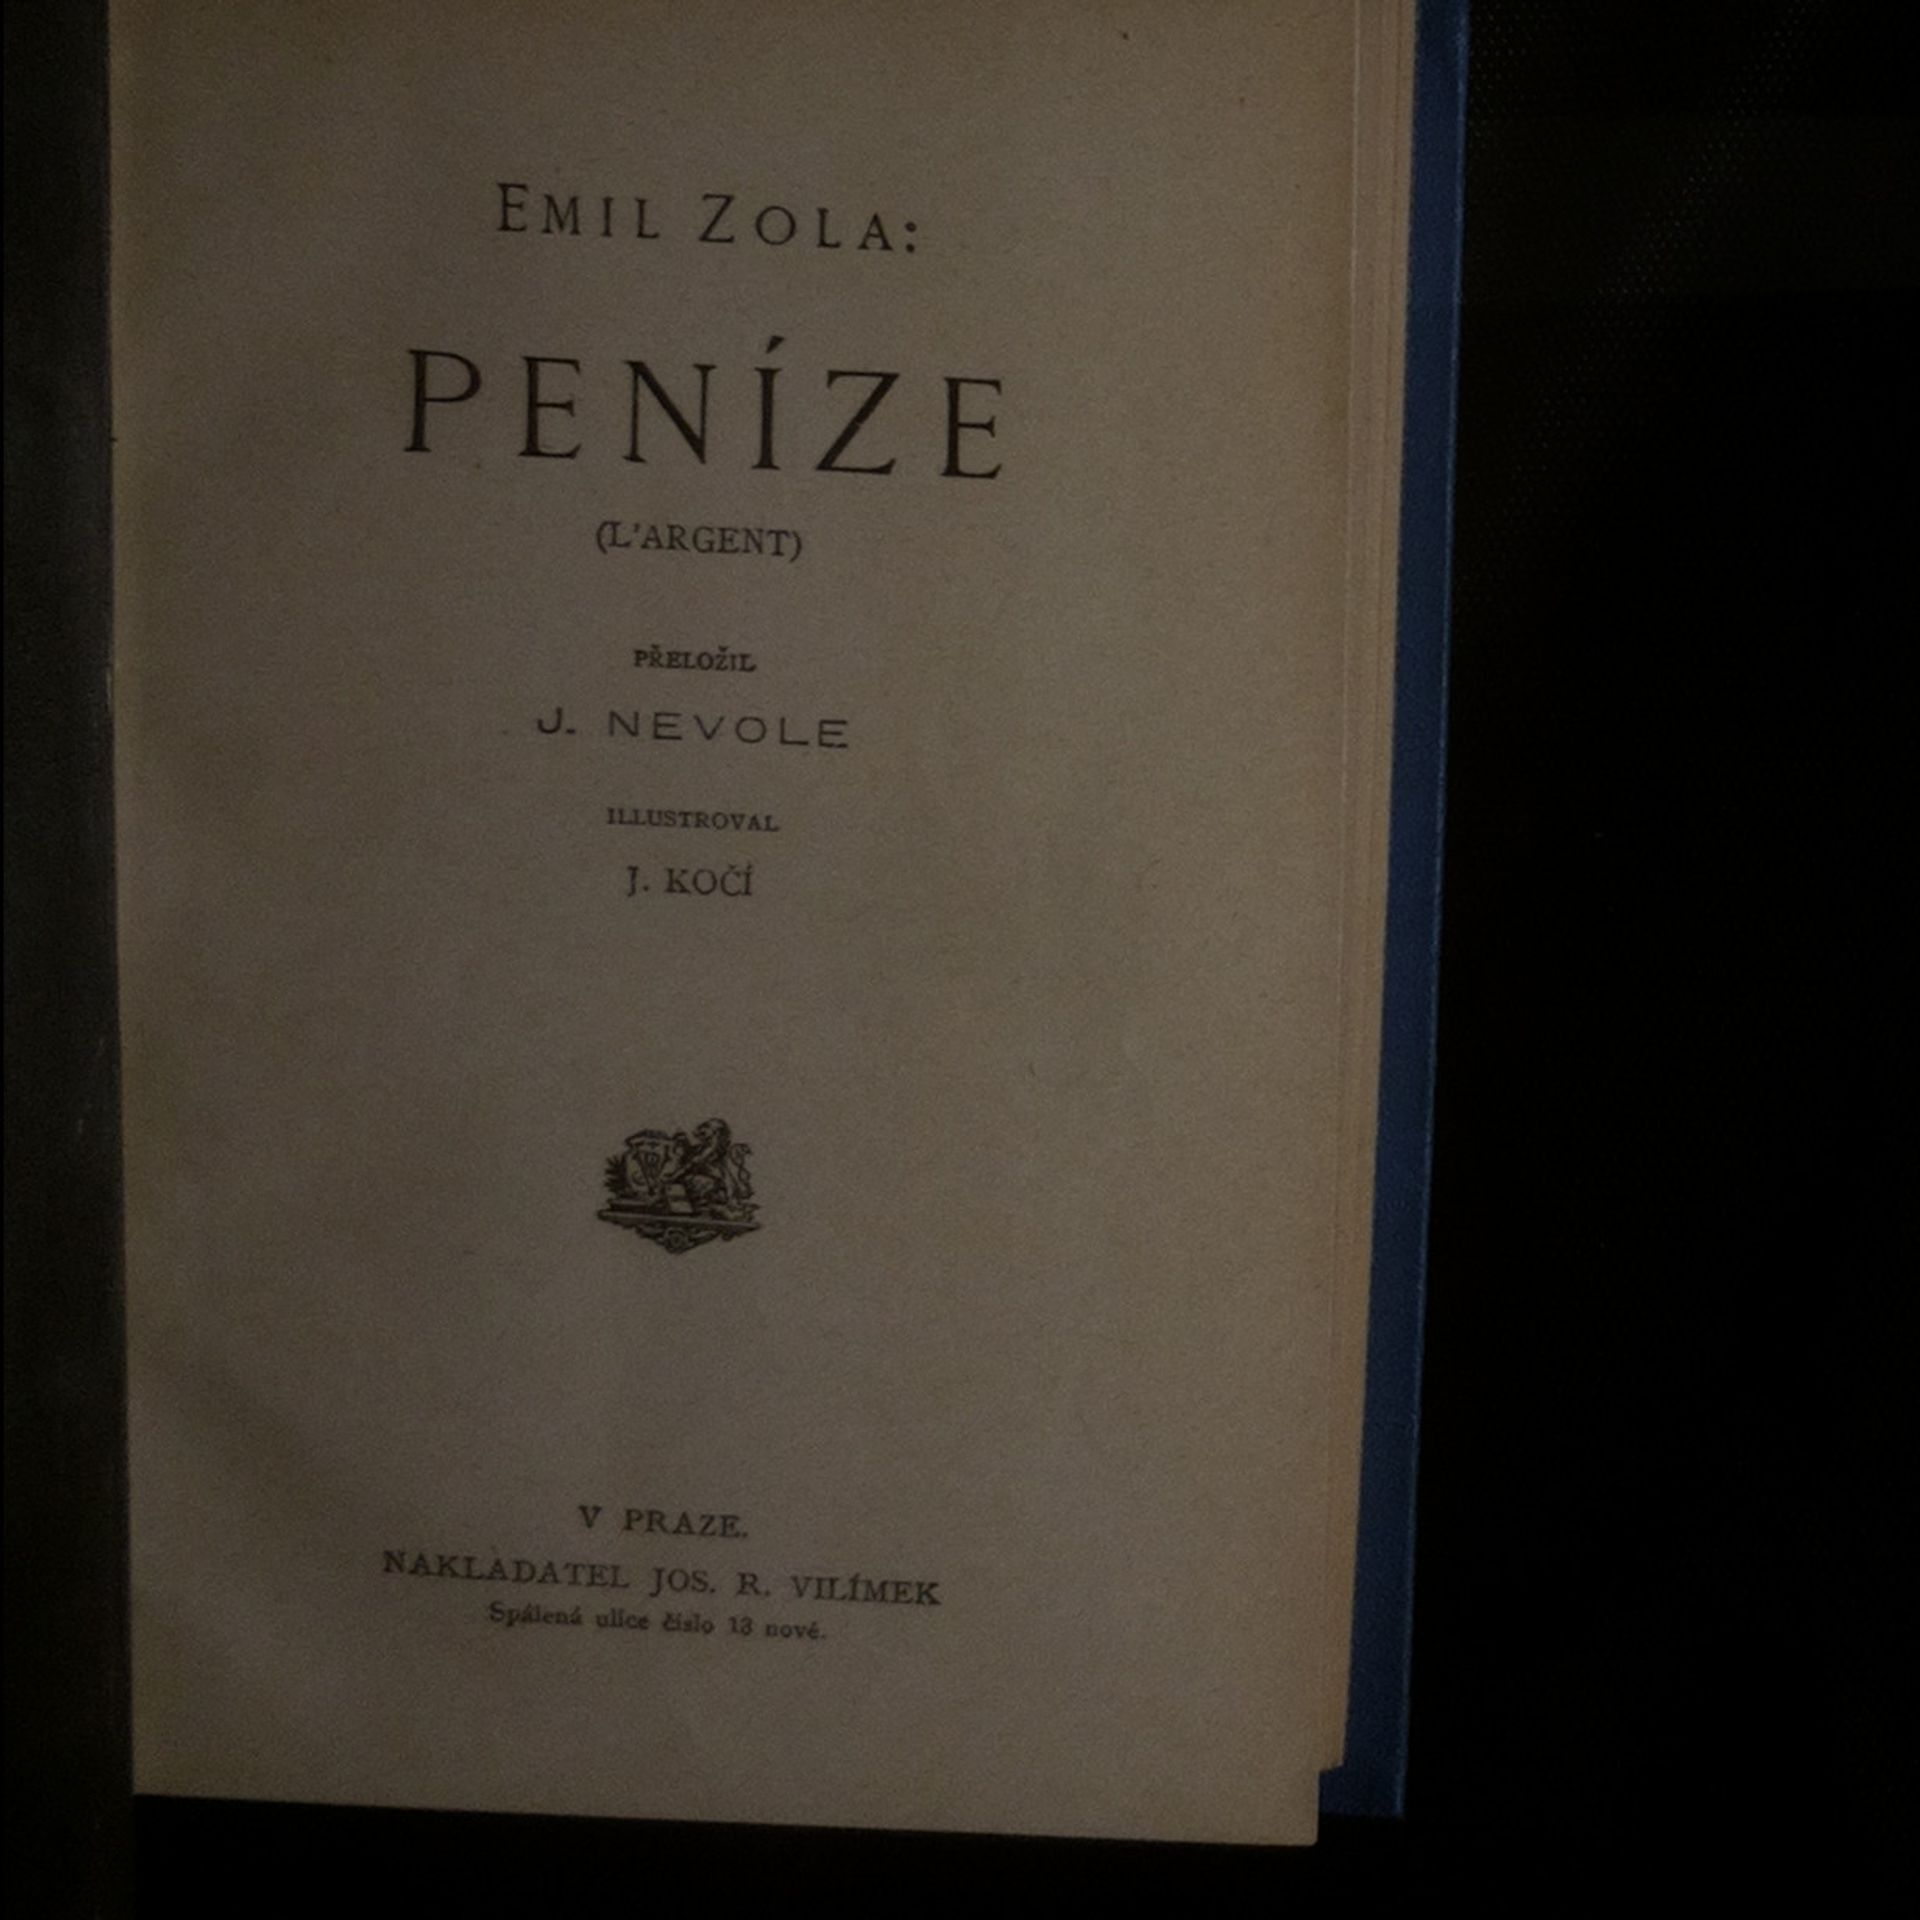 EMIL ZOLA:
PENÍZE
(L'ARGENT)
PŘELOŽIL
J. NEVOLE
ILLUSTROVAL
J. KOČÍ
V PRAZE.
NAKLADATEL JOS. R. VILÍMEK
Spálená ulice číslo 13 nové.